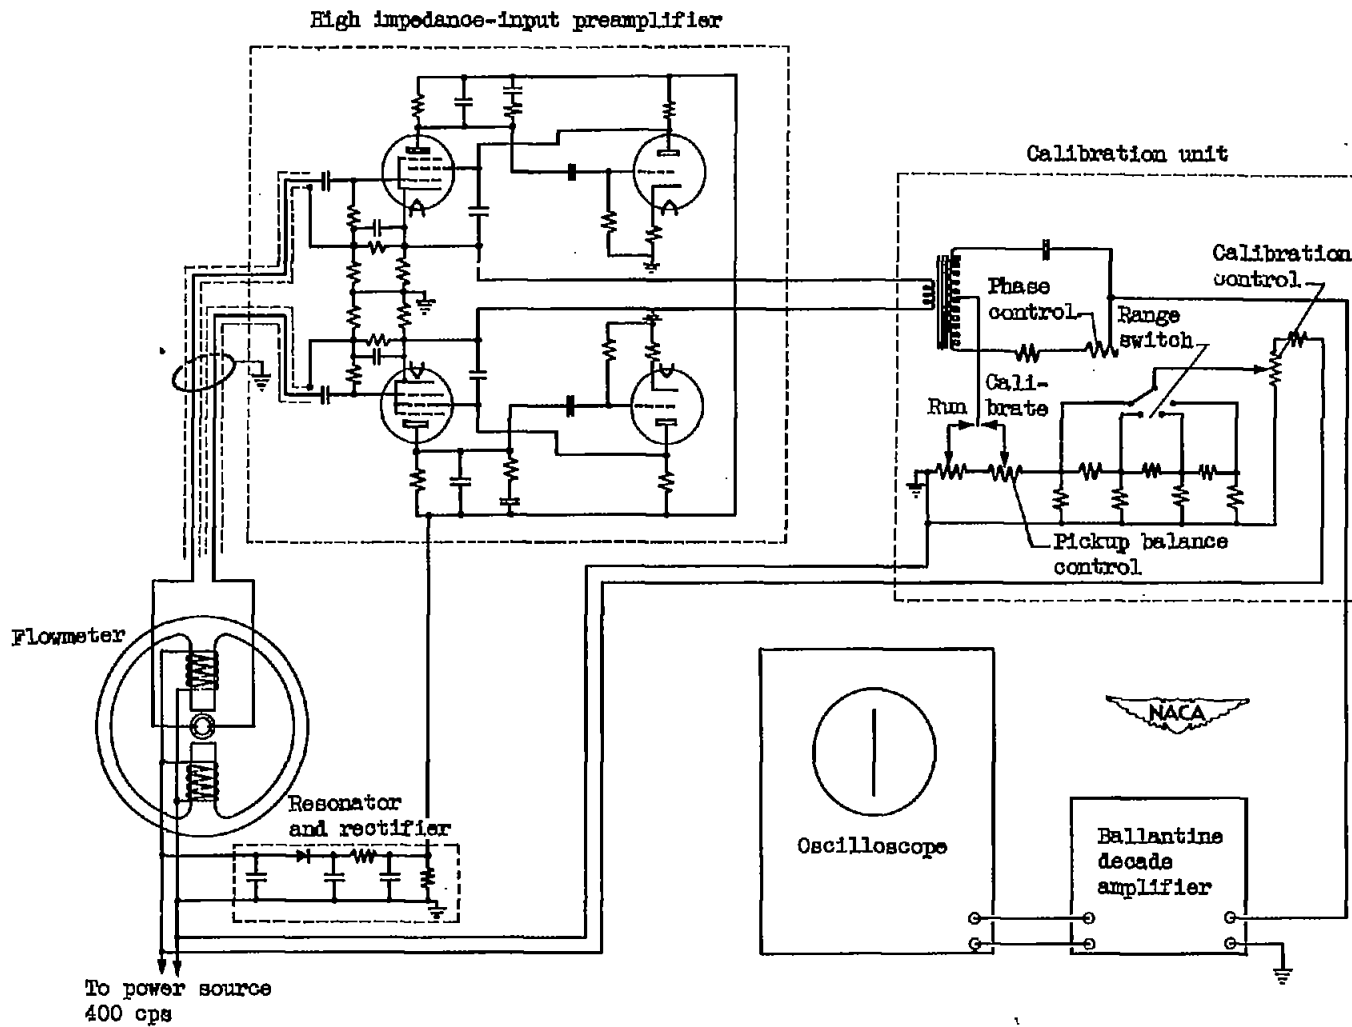 High impedance-input preamplifier
Calibration unit
Calibration
control
Phase
control
Range
switch
Cali-
brate
Run
Pickup balance
control
Flowmeter
Resonator
and rectifier
Oscilloscope
NACA
Ballantine
decade
amplifier
To power source
400 cps